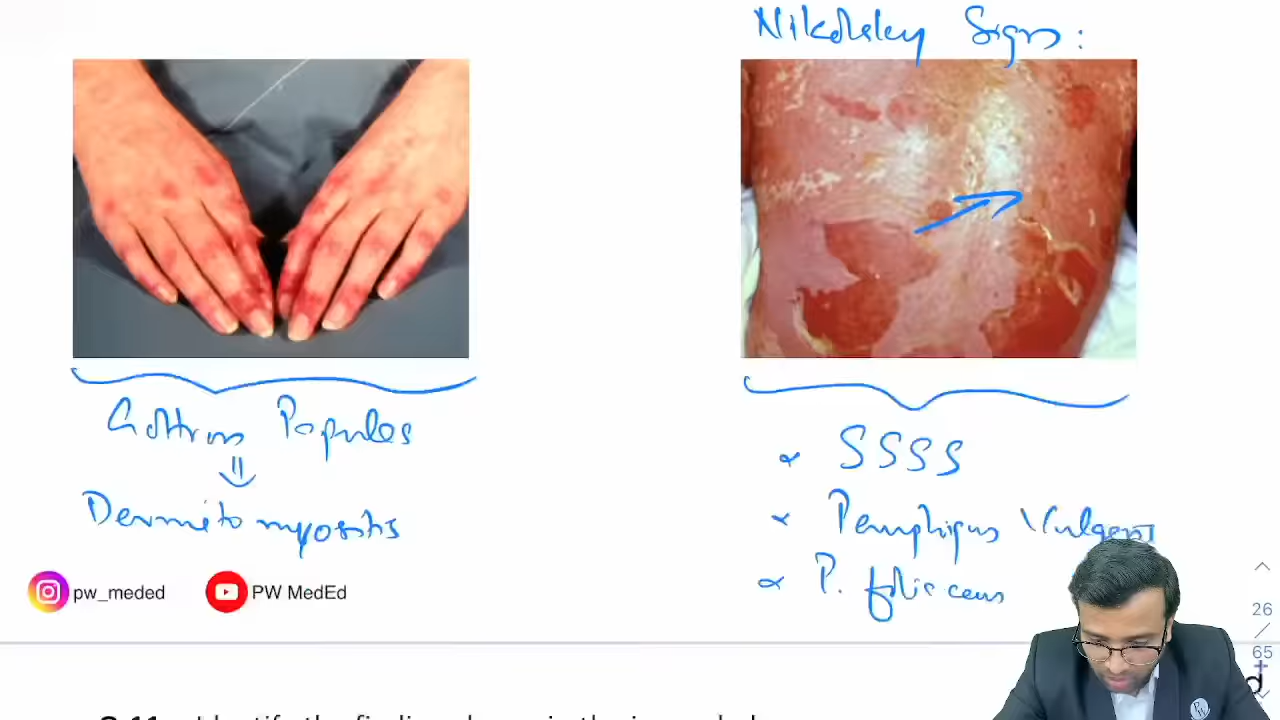 Nikolsky Sign:
Gottron Papules
⇓
Dermatomyositis
SSSS
Pemphigus Vulgaris
P. foliaceus
pw_meded
PW MedEd
26
/
65